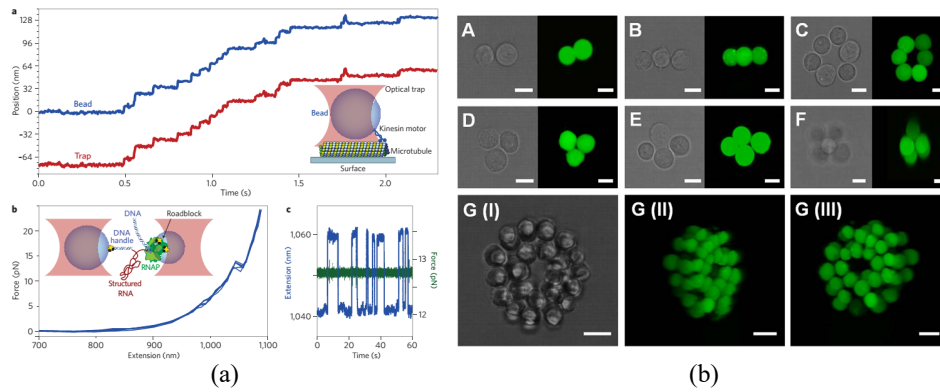 a
128
96
64
32
0
−32
−64
Position (nm)
Bead
Trap
Optical trap
Bead
Kinesin motor
Microtubule
Surface
0.0
0.5
1.0
1.5
2.0
Time (s)
b
25
20
15
10
5
0
Force (pN)
DNA
Roadblock
DNA
handle
RNAP
Structured
RNA
700
800
900
1,000
1,100
Extension (nm)
c
1,060
1,040
Extension (nm)
13
12
Force (pN)
0
20
40
60
Time (s)
(a)
A
B
C
D
E
F
G (I)
G (II)
G (III)
(b)